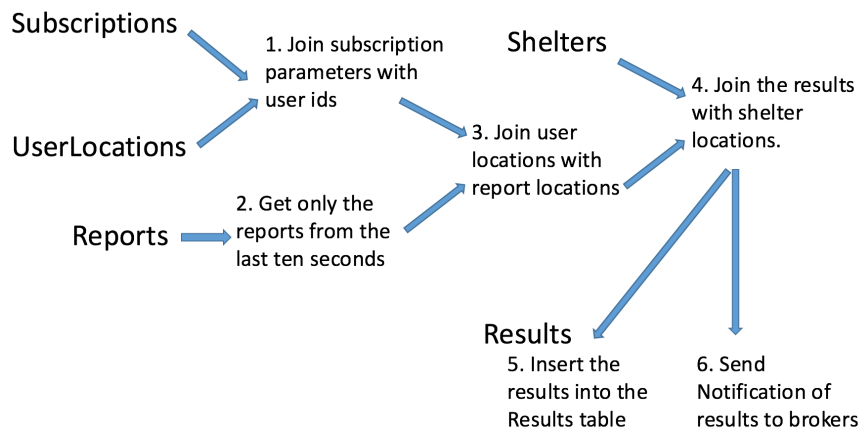 Subscriptions
1. Join subscription
parameters with
user ids
UserLocations
Shelters
4. Join the results
with shelter
locations.
3. Join user
locations with
report locations
Reports
2. Get only the
reports from the
last ten seconds
Results
5. Insert the
results into the
Results table
6. Send
Notification of
results to brokers